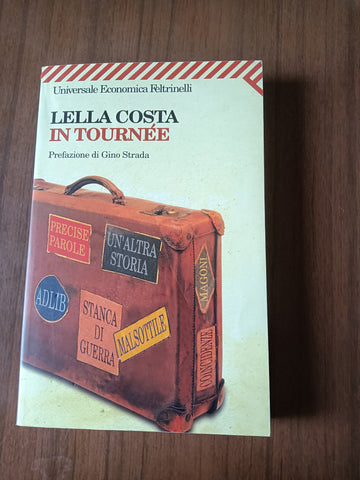 Universale Economica Feltrinelli
LELLA COSTA
IN TOURNÉE
Prefazione di Gino Strada
PRECISE
PAROLE
UN'ALTRA
STORIA
MAGONI
ADLIB
STANCA
DI
GUERRA
MALSOTTILE
COINCIDENZE